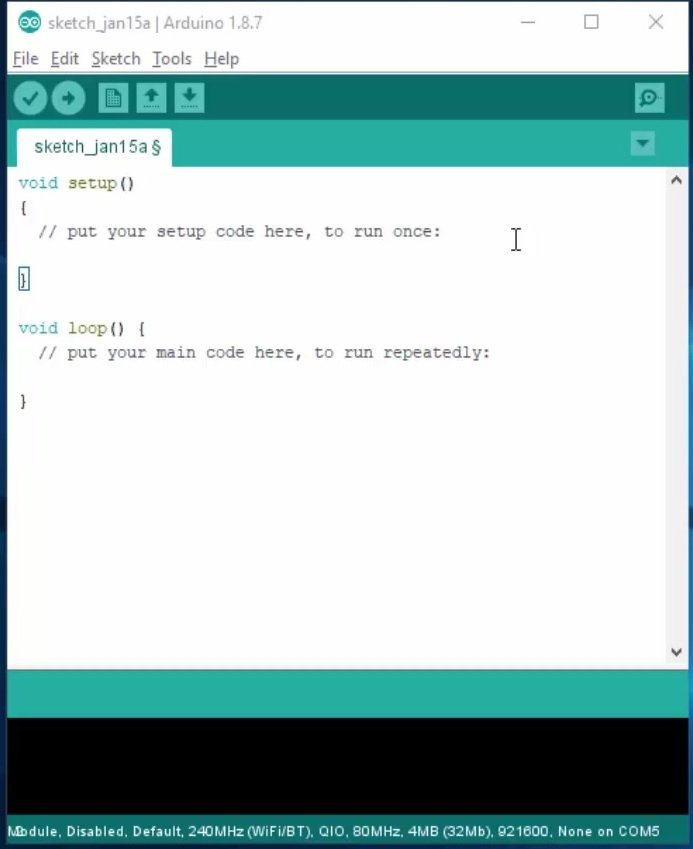 sketch_jan15a | Arduino 1.8.7
File Edit Sketch Tools Help
sketch_jan15a §
void setup()
{
// put your setup code here, to run once:
}
void loop() {
// put your main code here, to run repeatedly:
}
Disabled, Default, 240MHz (WiFi/BT), QIO, 80MHz, 4MB (32Mb), 921600, None on COM5